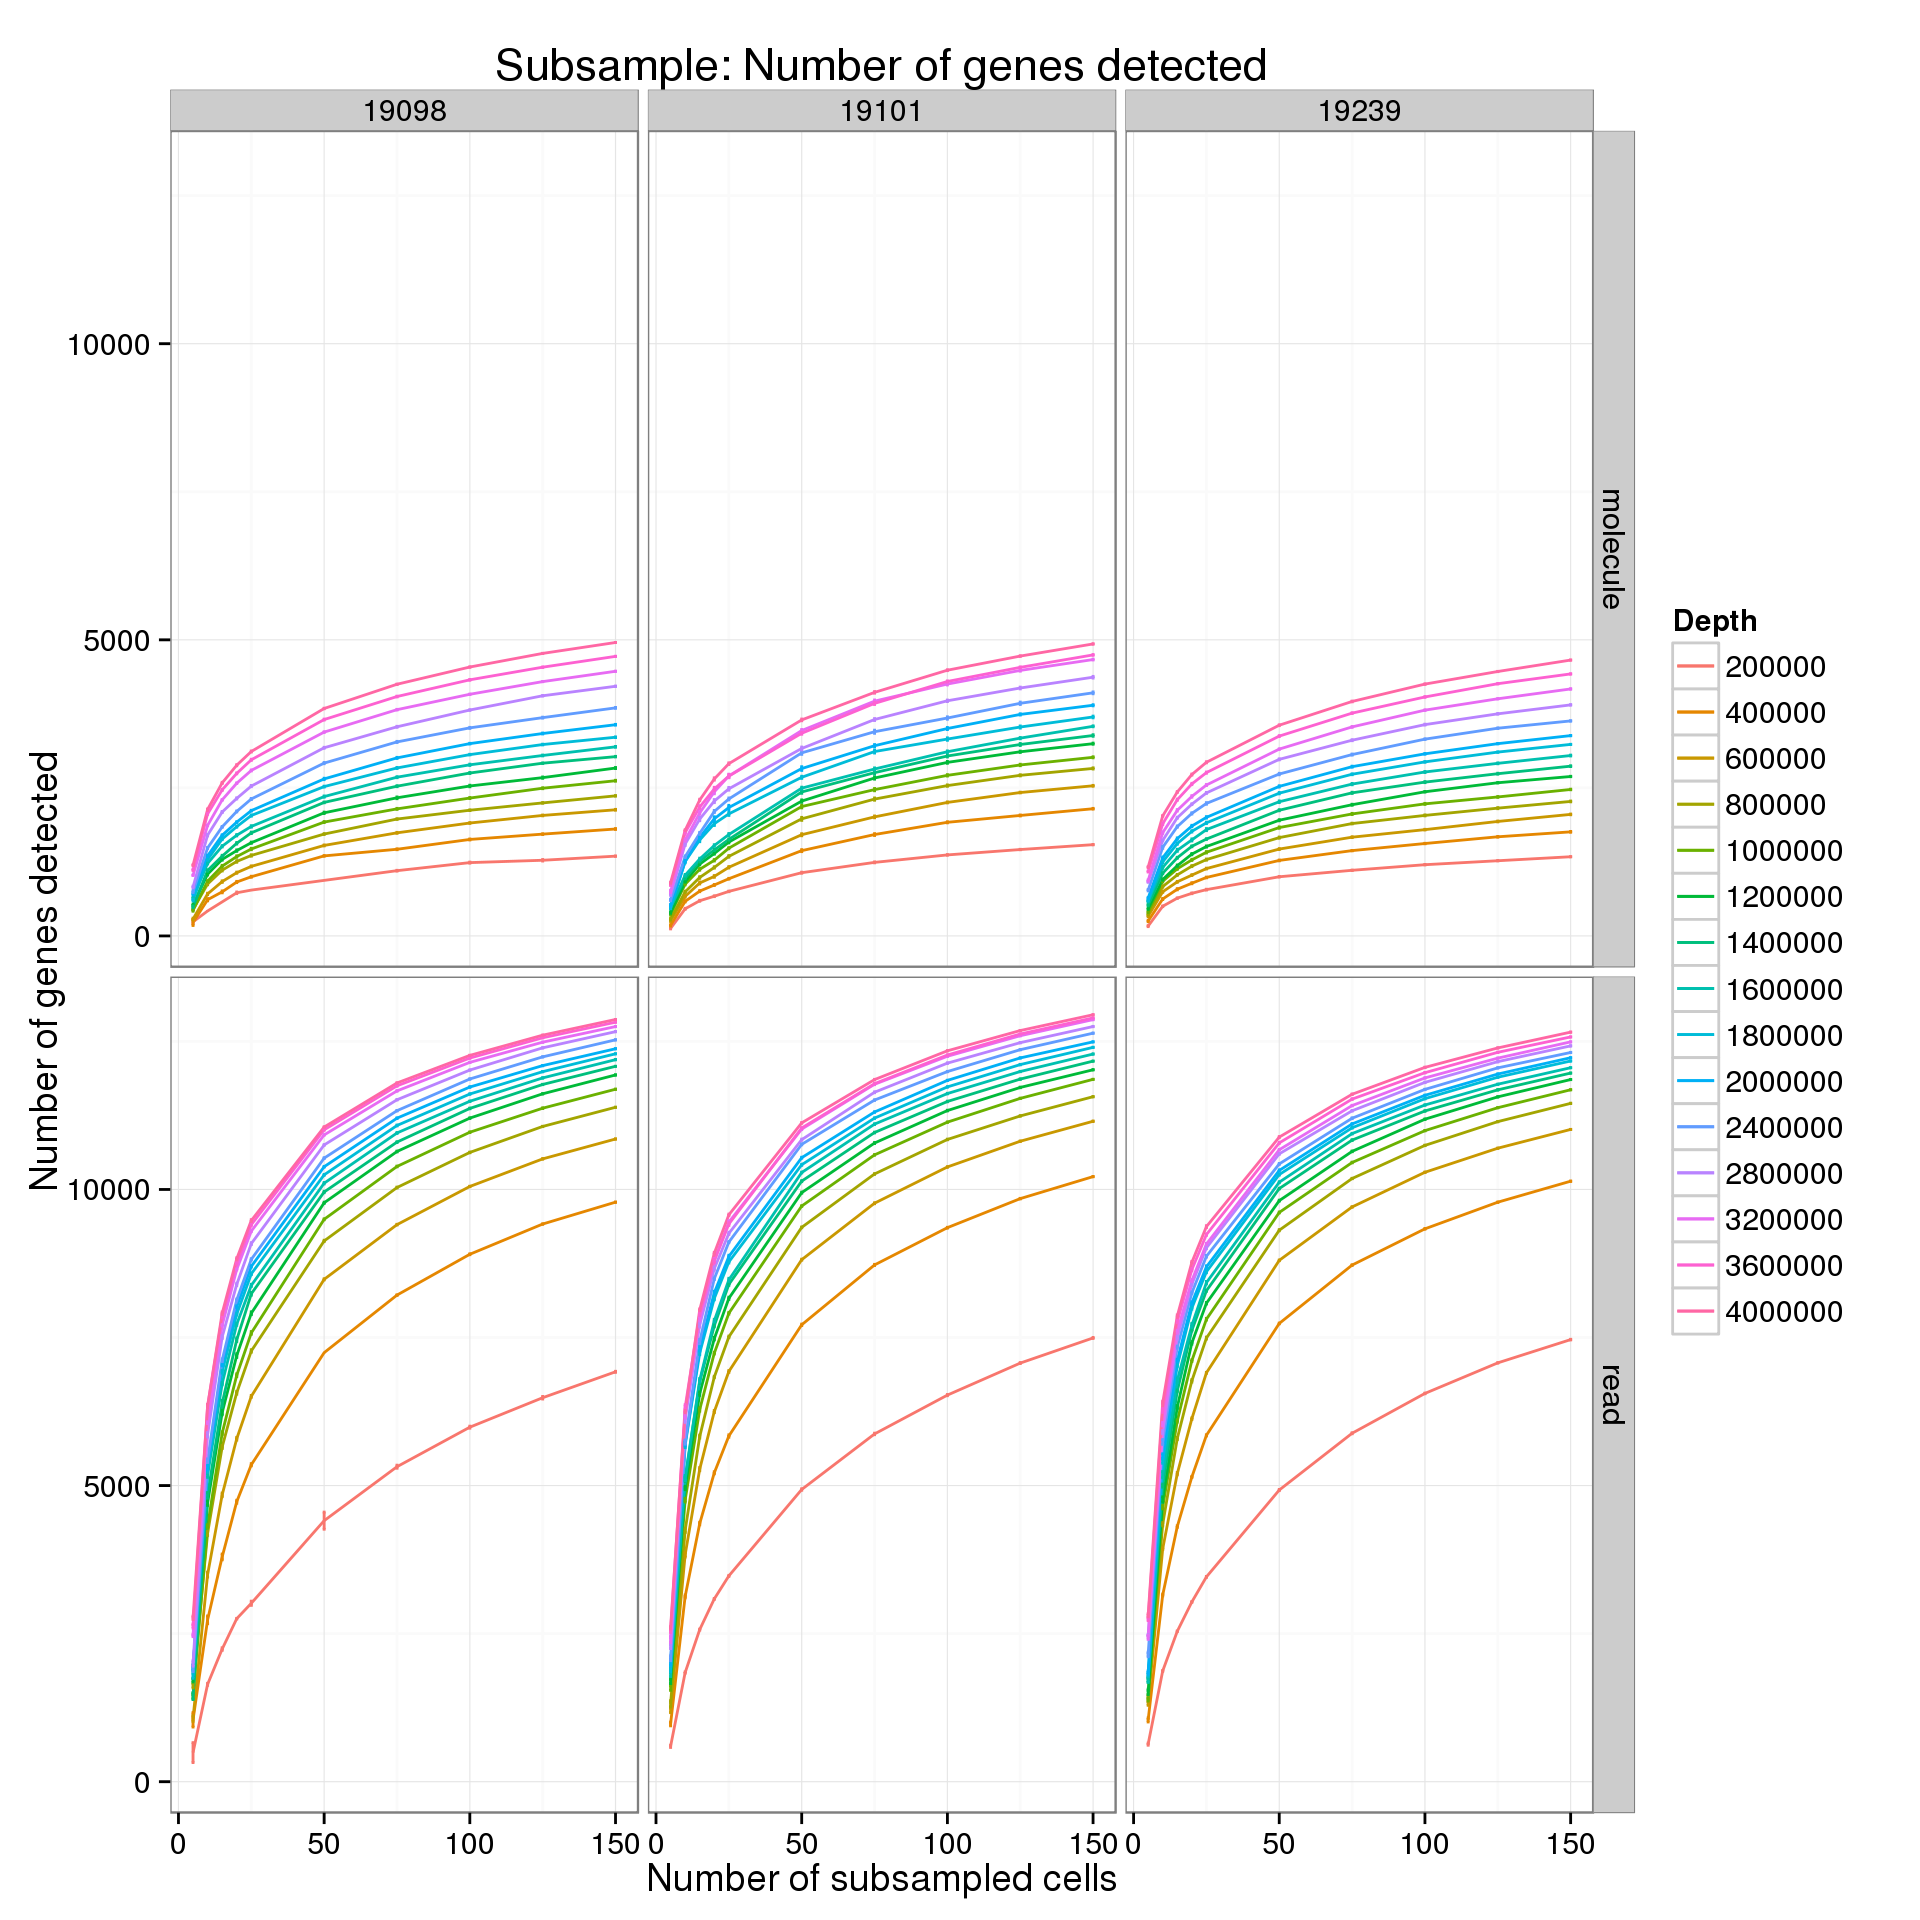 Subsample: Number of genes detected
19098 19101 19239
Number of genes detected
10000
5000
0
molecule
10000
5000
0
read
0 50 100 150 0 50 100 150 0 50 100 150
Number of subsampled cells
Depth
200000
400000
600000
800000
1000000
1200000
1400000
1600000
1800000
2000000
2400000
2800000
3200000
3600000
4000000